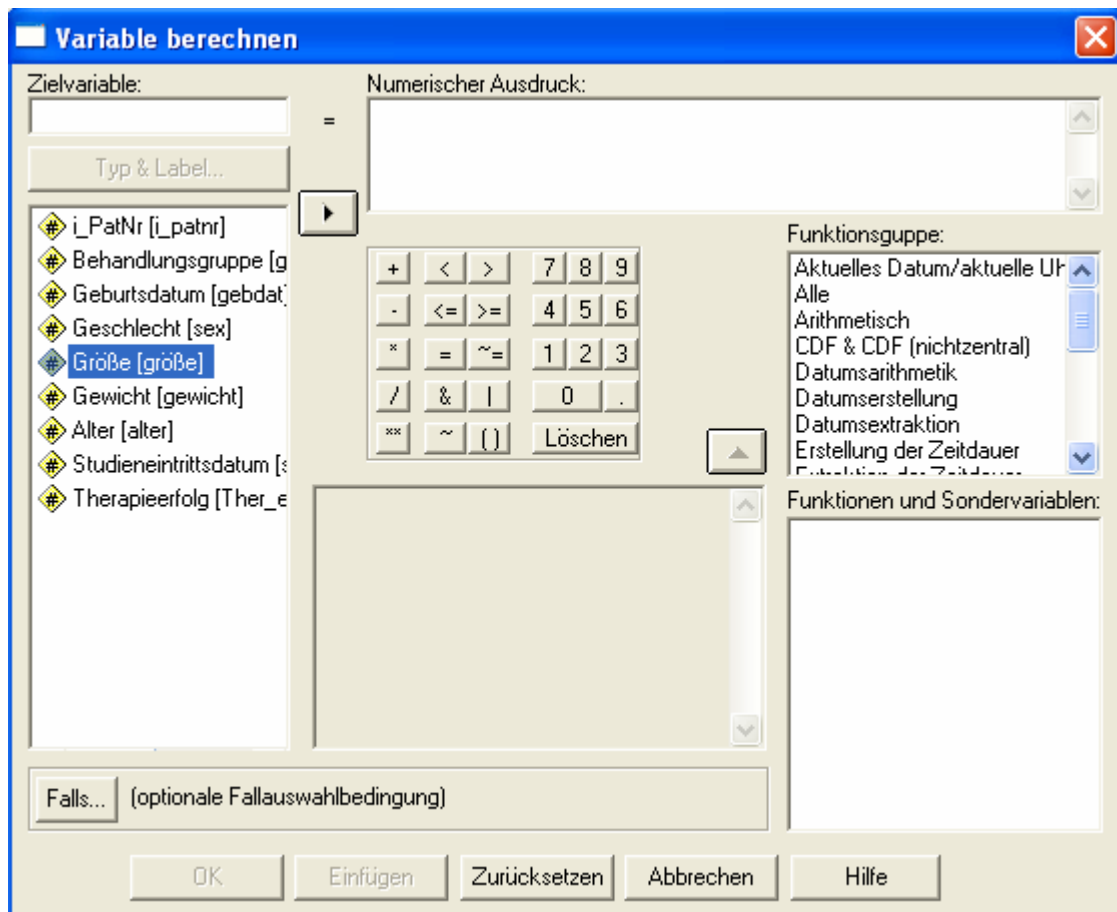 Variable berechnen
Zielvariable:
Numerischer Ausdruck:
=
Typ & Label...
i_PatNr [i_patnr]
Behandlungsgruppe [g
Geburtsdatum [gebdat]
Geschlecht [sex]
Größe [größe]
Gewicht [gewicht]
Alter [alter]
Studieneintrittsdatum [s
Therapieerfolg [Ther_e
+ < > 7 8 9
- <= >= 4 5 6
* = ~= 1 2 3
/ & | 0 .
** ~ () Löschen
Funktionsguppe:
Aktuelles Datum/aktuelle Uh
Alle
Arithmetisch
CDF & CDF (nichtzentral)
Datumsarithmetik
Datumserstellung
Datumsextraktion
Erstellung der Zeitdauer
Extraktion der Zeitdauer
Funktionen und Sondervariablen:
Falls... (optionale Fallauswahlbedingung)
OK Einfügen Zurücksetzen Abbrechen Hilfe